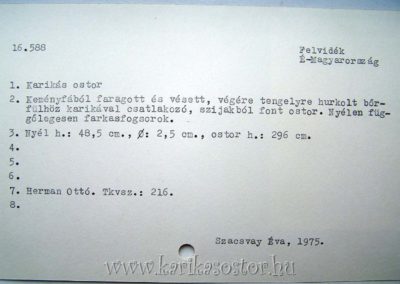 16.588
Felvidék
É-Magyarország
1. Karikás ostor
2. Keményfából faragott és vésett, végére tengelyre hurkolt bőr-
fülhöz karikával csatlakozó, szijakból font ostor. Nyélen füg-
gőlegesen farkasfogsorok.
3. Nyél h.: 48,5 cm., Ø: 2,5 cm., ostor h.: 296 cm.
4.
5.
6.
7. Herman Ottó. Tkvsz.: 216.
8.
Szacsvay Éva, 1975.
www.karikasostor.hu